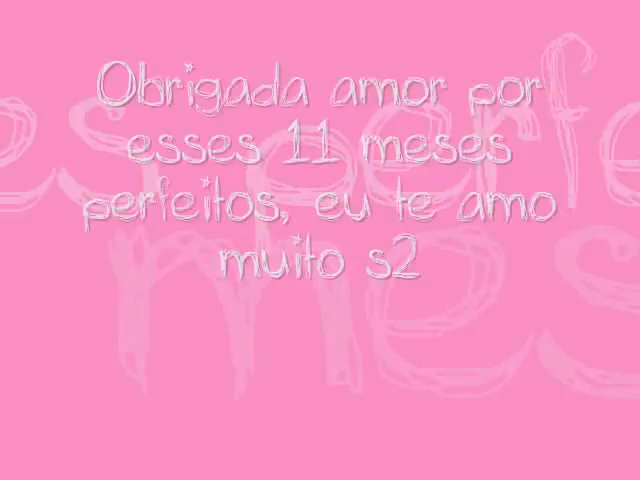 Obrigada amor por
esses 11 meses
perfeitos, eu te amo
muito s2